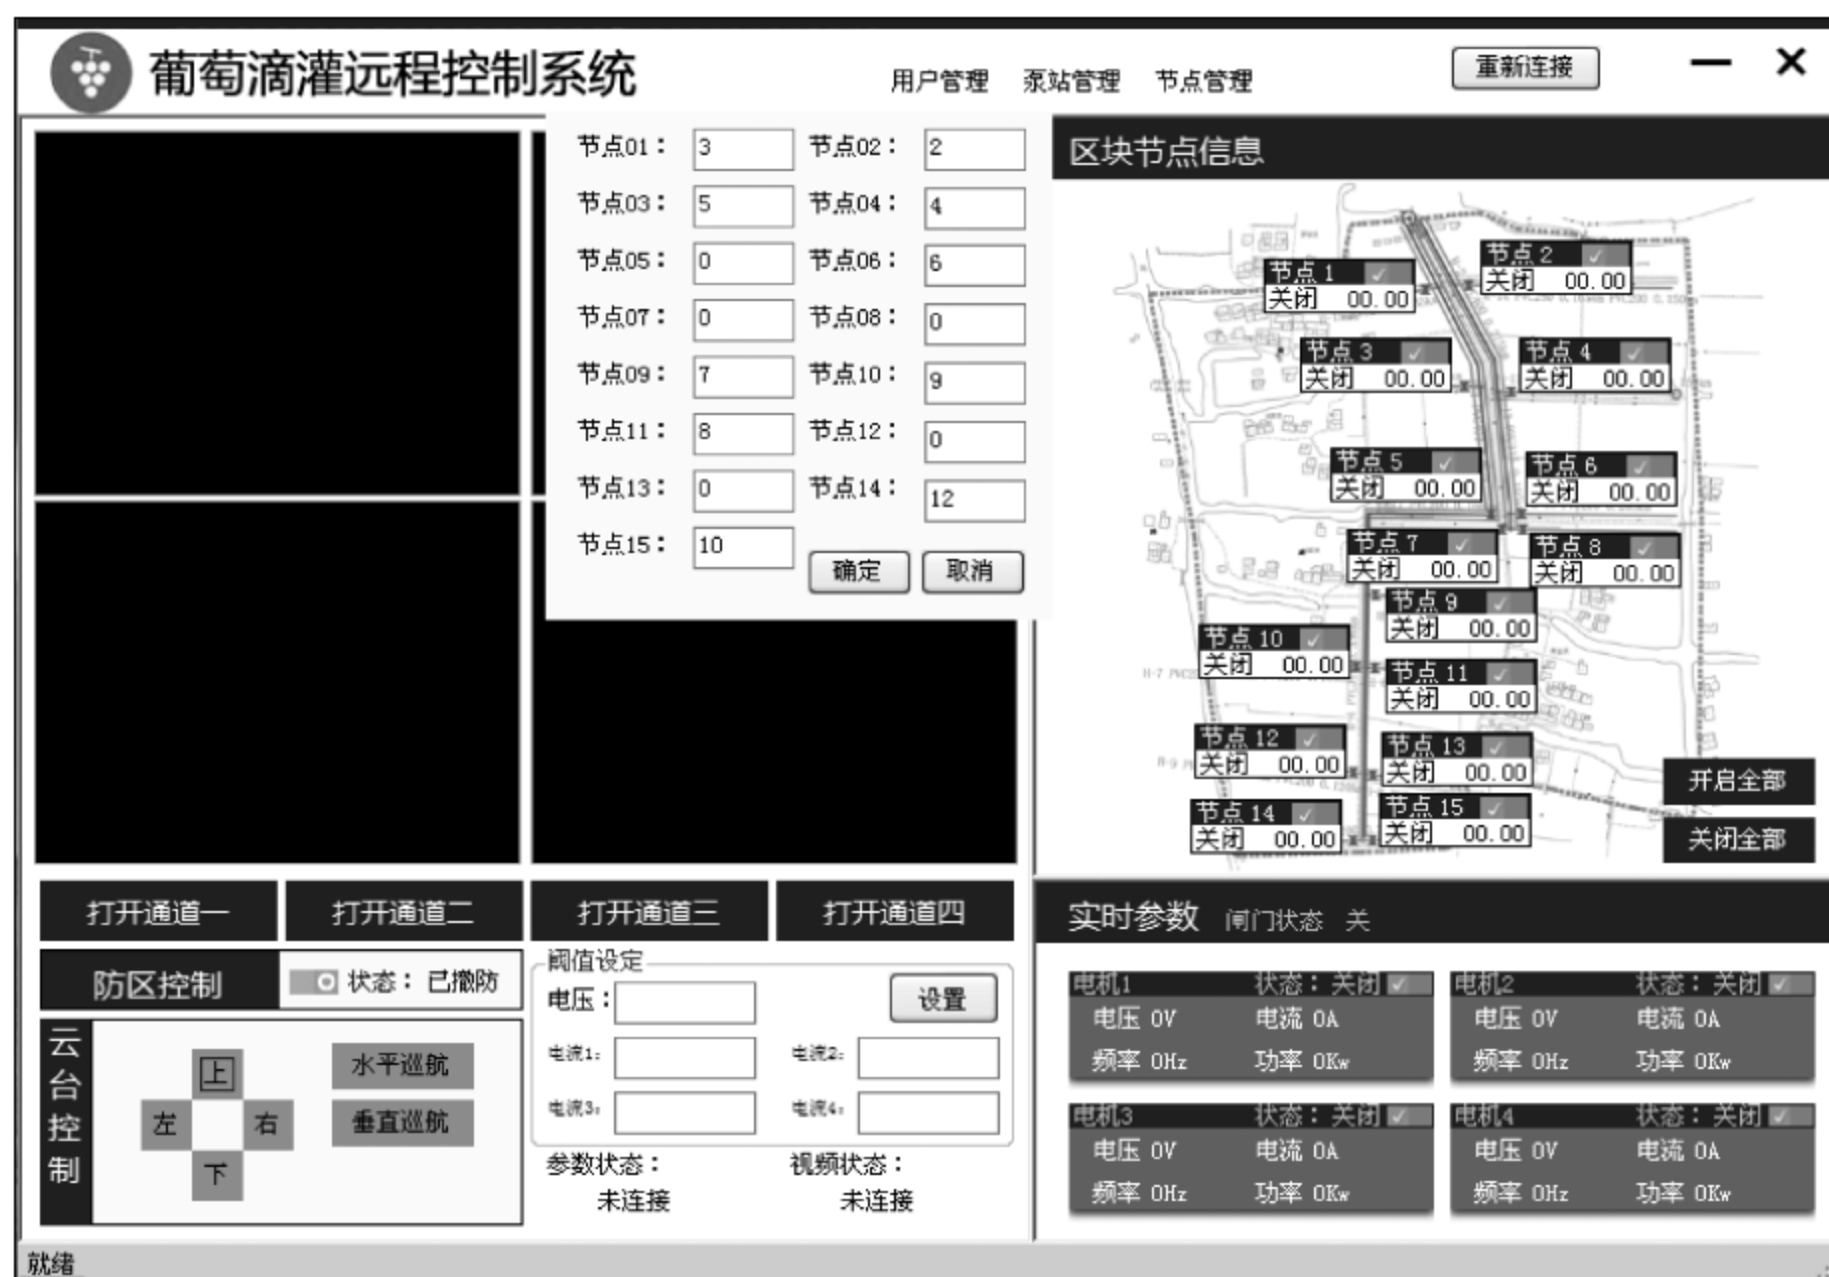 葡萄滴灌远程控制系统
用户管理 泵站管理 节点管理
重新连接
节点01： 3 节点02： 2
节点03： 5 节点04： 4
节点05： 0 节点06： 6
节点07： 0 节点08： 0
节点09： 7 节点10： 9
节点11： 8 节点12： 0
节点13： 0 节点14： 12
节点15： 10
确定 取消
区块节点信息
节点 1
关闭 00.00
节点 2
关闭 00.00
节点 3
关闭 00.00
节点 4
关闭 00.00
节点 5
关闭 00.00
节点 6
关闭 00.00
节点 7
关闭 00.00
节点 8
关闭 00.00
节点 9
关闭 00.00
节点 10
关闭 00.00
节点 11
关闭 00.00
节点 12
关闭 00.00
节点 13
关闭 00.00
节点 14
关闭 00.00
节点 15
关闭 00.00
开启全部
关闭全部
打开通道一 打开通道二 打开通道三 打开通道四
防区控制 状态：已撤防
云台控制
上
左 右
下
水平巡航
垂直巡航
阈值设定
电压： 设置
电流1： 电流2：
电流3： 电流4：
参数状态： 视频状态：
未连接 未连接
实时参数 闸门状态 关
电机1 状态：关闭
电压 0V 电流 0A
频率 0Hz 功率 0Kw
电机2 状态：关闭
电压 0V 电流 0A
频率 0Hz 功率 0Kw
电机3 状态：关闭
电压 0V 电流 0A
频率 0Hz 功率 0Kw
电机4 状态：关闭
电压 0V 电流 0A
频率 0Hz 功率 0Kw
就绪